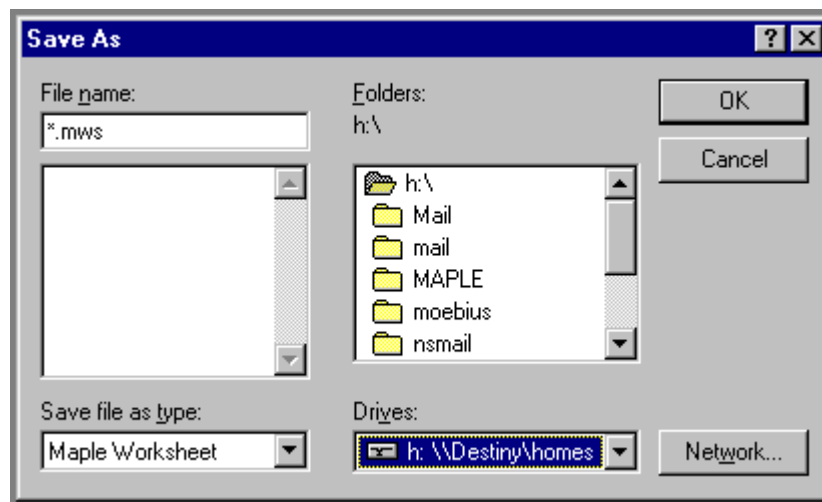 Save As
File name:
*.mws
Folders:
h:\
OK
Cancel
h:\
Mail
mail
MAPLE
moebius
nsmail
Save file as type:
Maple Worksheet
Drives:
h: \\Destiny\homes
Network...